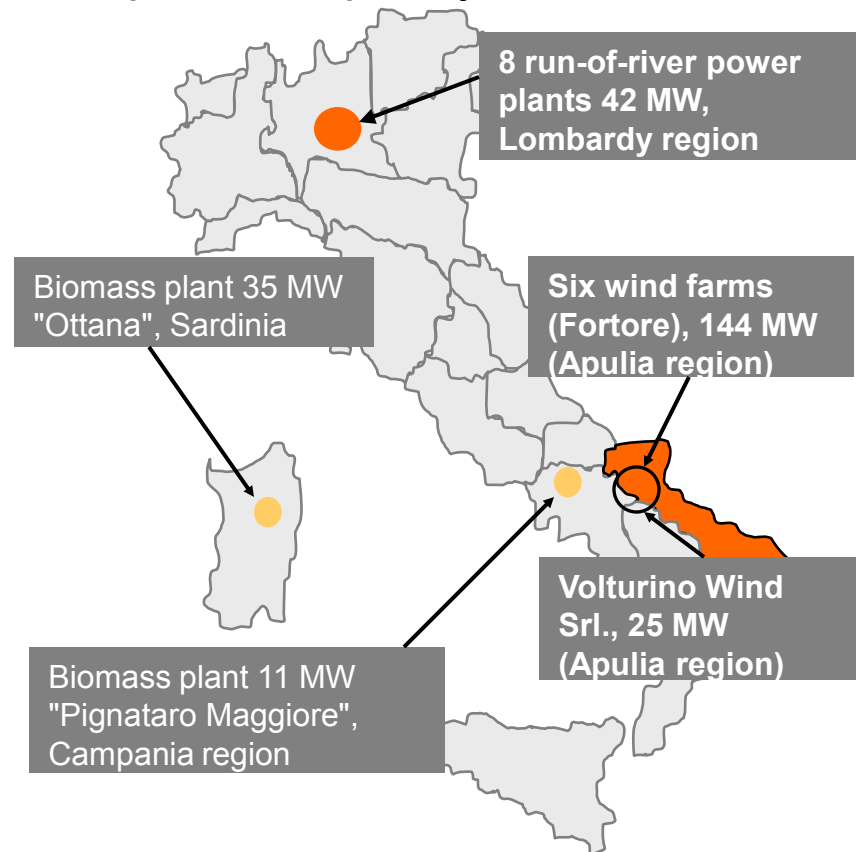 8 run-of-river power
plants 42 MW,
Lombardy region
Biomass plant 35 MW
"Ottana", Sardinia
Six wind farms
(Fortore), 144 MW
(Apulia region)
Volturino Wind
Srl., 25 MW
(Apulia region)
Biomass plant 11 MW
"Pignataro Maggiore",
Campania region